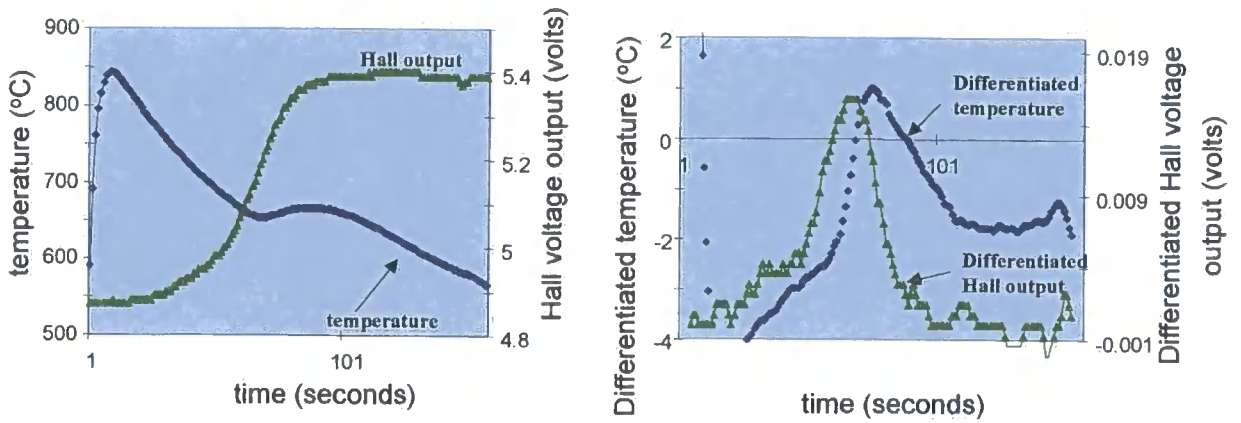 900
800
700
600
500
temperature (ºC)
Hall output
temperature
1
101
time (seconds)
5.4
5.2
5
4.8
Hall voltage output (volts)
2
0
-2
-4
Differentiated temperature (ºC)
1
101
Differentiated
temperature
Differentiated
Hall output
time (seconds)
0.019
0.009
-0.001
Differentiated Hall voltage
output (volts)